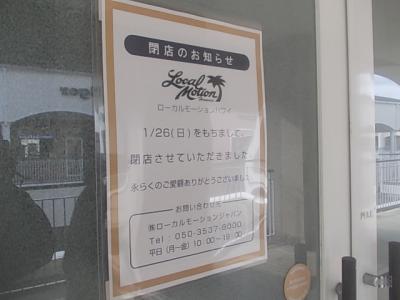 閉店のお知らせ
Local
Motion
ローカルモーションハワイ
1/26(日)をもちまして、
閉店させていただきました
永らくのご愛顧ありがとうございました
お問い合わせ先
㈱ローカルモーションジャパン
Tel : 050-3537-8000
平日(月～金) 10:00～18:00